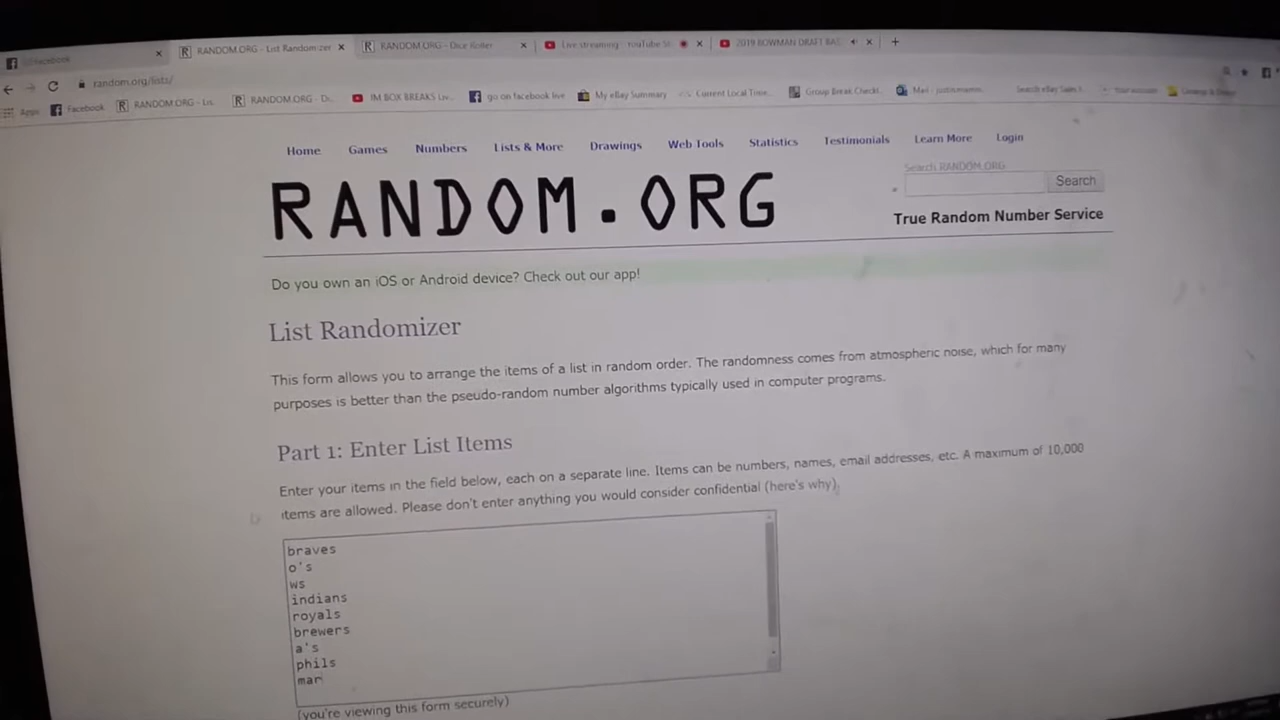 facebook
RANDOM.ORG - List Randomizer
RANDOM.ORG - Dice Roller
Live streaming - YouTube St
2019 BOWMAN DRAFT BAS
random.org/lists/
Apps
Facebook
RANDOM.ORG - Lis
RANDOM.ORG - D
IM BOX BREAKS Liv
go on facebook live
My eBay Summary
Current Local Time
Group Break Checkl
Mail -
Home Games Numbers Lists & More Drawings Web Tools Statistics Testimonials Learn More Login
Search RANDOM.ORG
Search
RANDOM.ORG
True Random Number Service
Do you own an iOS or Android device? Check out our app!
List Randomizer
This form allows you to arrange the items of a list in random order. The randomness comes from atmospheric noise, which for many
purposes is better than the pseudo-random number algorithms typically used in computer programs.
Part 1: Enter List Items
Enter your items in the field below, each on a separate line. Items can be numbers, names, email addresses, etc. A maximum of 10,000
items are allowed. Please don't enter anything you would consider confidential (here's why).
braves
o's
ws
indians
royals
brewers
a's
phils
mar
(you're viewing this form securely)